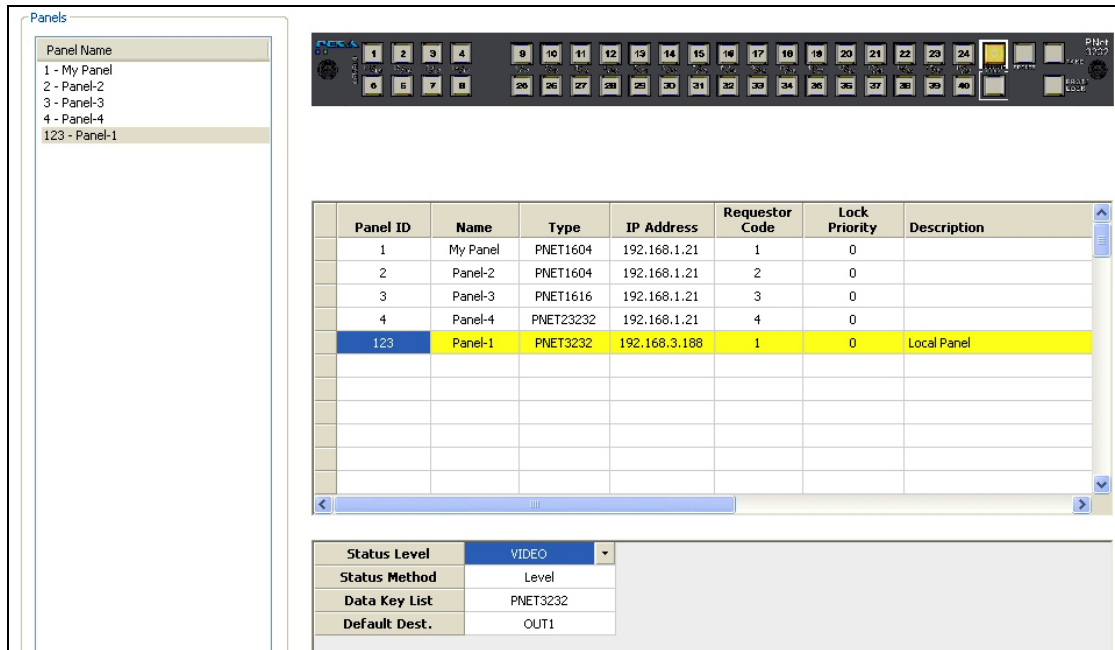 Panels
Panel Name
1 - My Panel
2 - Panel-2
3 - Panel-3
4 - Panel-4
123 - Panel-1
PNet
3232
1 2 3 4 9 10 11 12 13 14 15 16 17 18 19 20 21 22 23 24
TAKE
6 7 8 26 27 28 29 30 31 32 33 34 36 37 38 39 40
LOCK
Panel ID Name Type IP Address Requestor Code Lock Priority Description
1 My Panel PNET1604 192.168.1.21 1 0
2 Panel-2 PNET1604 192.168.1.21 2 0
3 Panel-3 PNET1616 192.168.1.21 3 0
4 Panel-4 PNET23232 192.168.1.21 4 0
123 Panel-1 PNET3232 192.168.3.188 1 0 Local Panel
Status Level VIDEO
Status Method Level
Data Key List PNET3232
Default Dest. OUT1